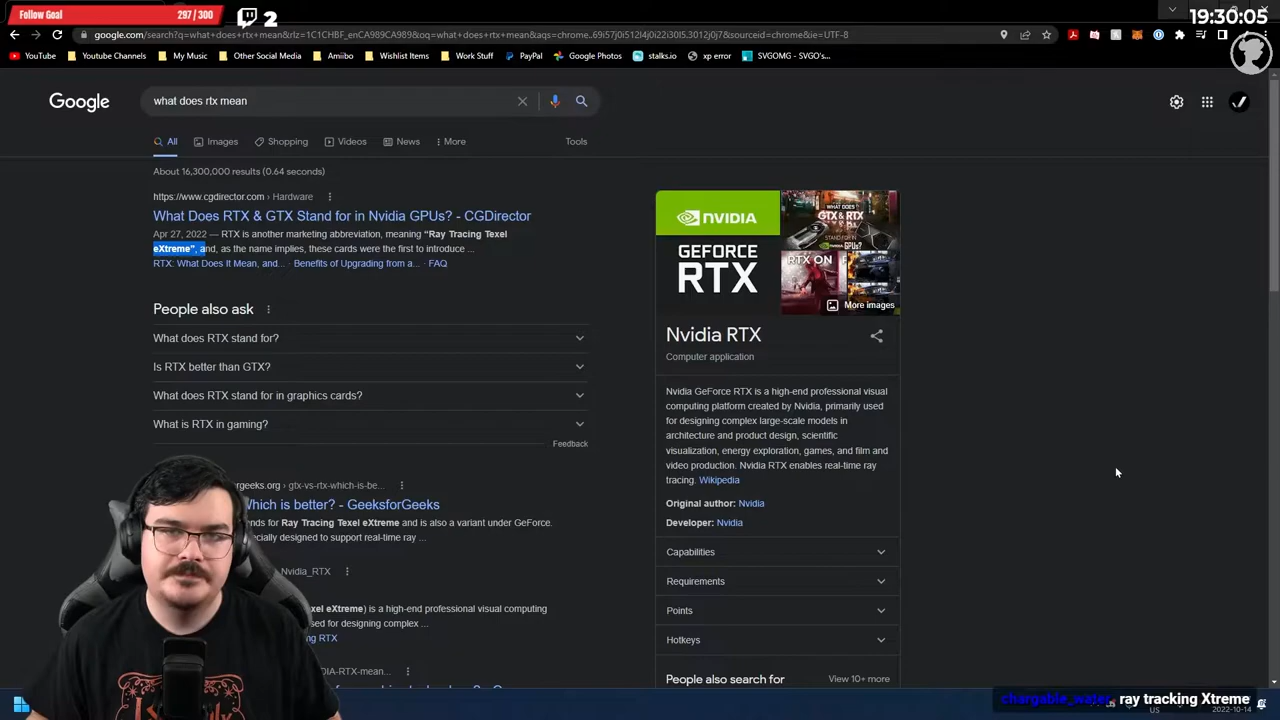 Follow Goal
297 / 300
2
19:30:05
google.com/search?q=what+does+rtx+mean&rlz=1C1CHBF_enCA989CA989&oq=what+does+rtx+mean&aqs=chrome..69i57j0i512l4j0i22i30l5.3012j0j7&sourceid=chrome&ie=UTF-8
YouTube
Youtube Channels
My Music
Other Social Media
Amiibo
Wishlist Items
Work Stuff
PayPal
Google Photos
stalks.io
xp error
SVGOMG - SVGO's...
Google
what does rtx mean
All
Images
Shopping
Videos
News
More
Tools
About 16,300,000 results (0.64 seconds)
https://www.cgdirector.com › Hardware
What Does RTX & GTX Stand for in Nvidia GPUs? - CGDirector
Apr 27, 2022 — RTX is another marketing abbreviation, meaning “Ray Tracing Texel
eXtreme”, and, as the name implies, these cards were the first to introduce ...
RTX: What Does It Mean, and... · Benefits of Upgrading from a... · FAQ
People also ask
What does RTX stand for?
Is RTX better than GTX?
What does RTX stand for in graphics cards?
What is RTX in gaming?
Feedback
rgeeks.org › gtx-vs-rtx-which-is-be...
Which is better? - GeeksforGeeks
nds for Ray Tracing Texel eXtreme and is also a variant under GeForce.
ecially designed to support real-time ray ...
Nvidia_RTX
xel eXtreme) is a high-end professional visual computing
sed for designing complex ...
ng RTX
DIA-RTX-mean...
NVIDIA
GEFORCE
RTX
WHAT DOES
GTX & RTX
STAND FOR IN
NVIDIA GPUs?
RTX ON
More images
Nvidia RTX
Computer application
Nvidia GeForce RTX is a high-end professional visual
computing platform created by Nvidia, primarily used
for designing complex large-scale models in
architecture and product design, scientific
visualization, energy exploration, games, and film and
video production. Nvidia RTX enables real-time ray
tracing. Wikipedia
Original author: Nvidia
Developer: Nvidia
Capabilities
Requirements
Points
Hotkeys
People also search for
View 10+ more
chargable_water ray tracking Xtreme
US
2022-10-14